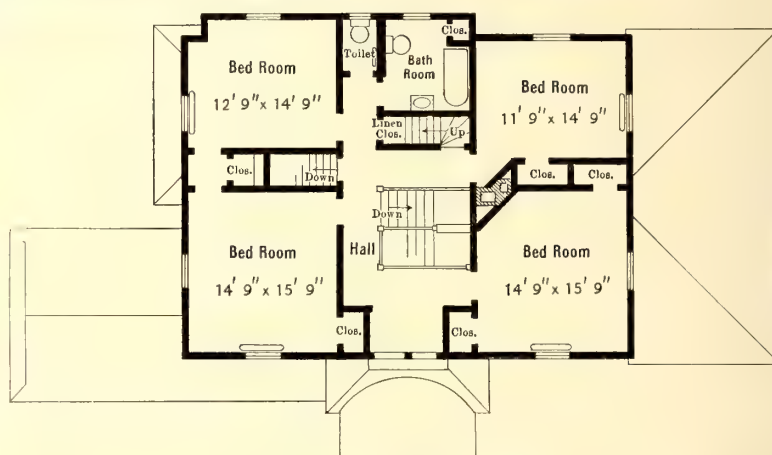 Clos.
Toilet
Bath
Room
Bed Room
12' 9" x 14' 9"
Bed Room
11' 9" x 14' 9"
Linen
Clos.
Up
Clos.
Down
Clos.
Clos.
Down
Hall
Bed Room
14' 9" x 15' 9"
Bed Room
14' 9" x 15' 9"
Clos.
Clos.